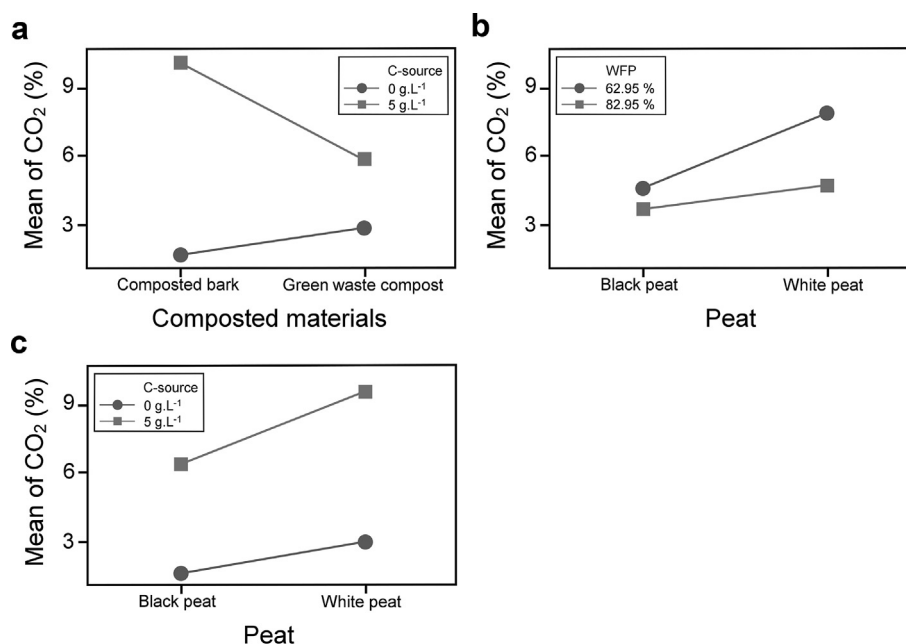 a
Mean of CO₂ (%)
9
6
3
C-source
0 g.L⁻¹
5 g.L⁻¹
Composted bark
Green waste compost
Composted materials
b
Mean of CO₂ (%)
9
6
3
WFP
62.95 %
82.95 %
Black peat
White peat
Peat
c
Mean of CO₂ (%)
9
6
3
C-source
0 g.L⁻¹
5 g.L⁻¹
Black peat
White peat
Peat